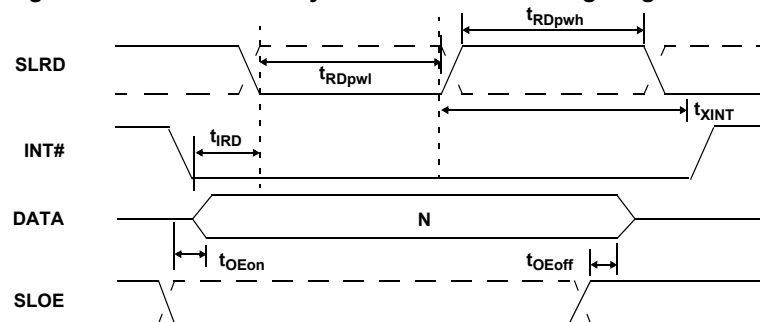 tRDpwh
SLRD
tRDpwl
tXINT
tIRD
INT#
DATA
N
tOEon
tOEoff
SLOE